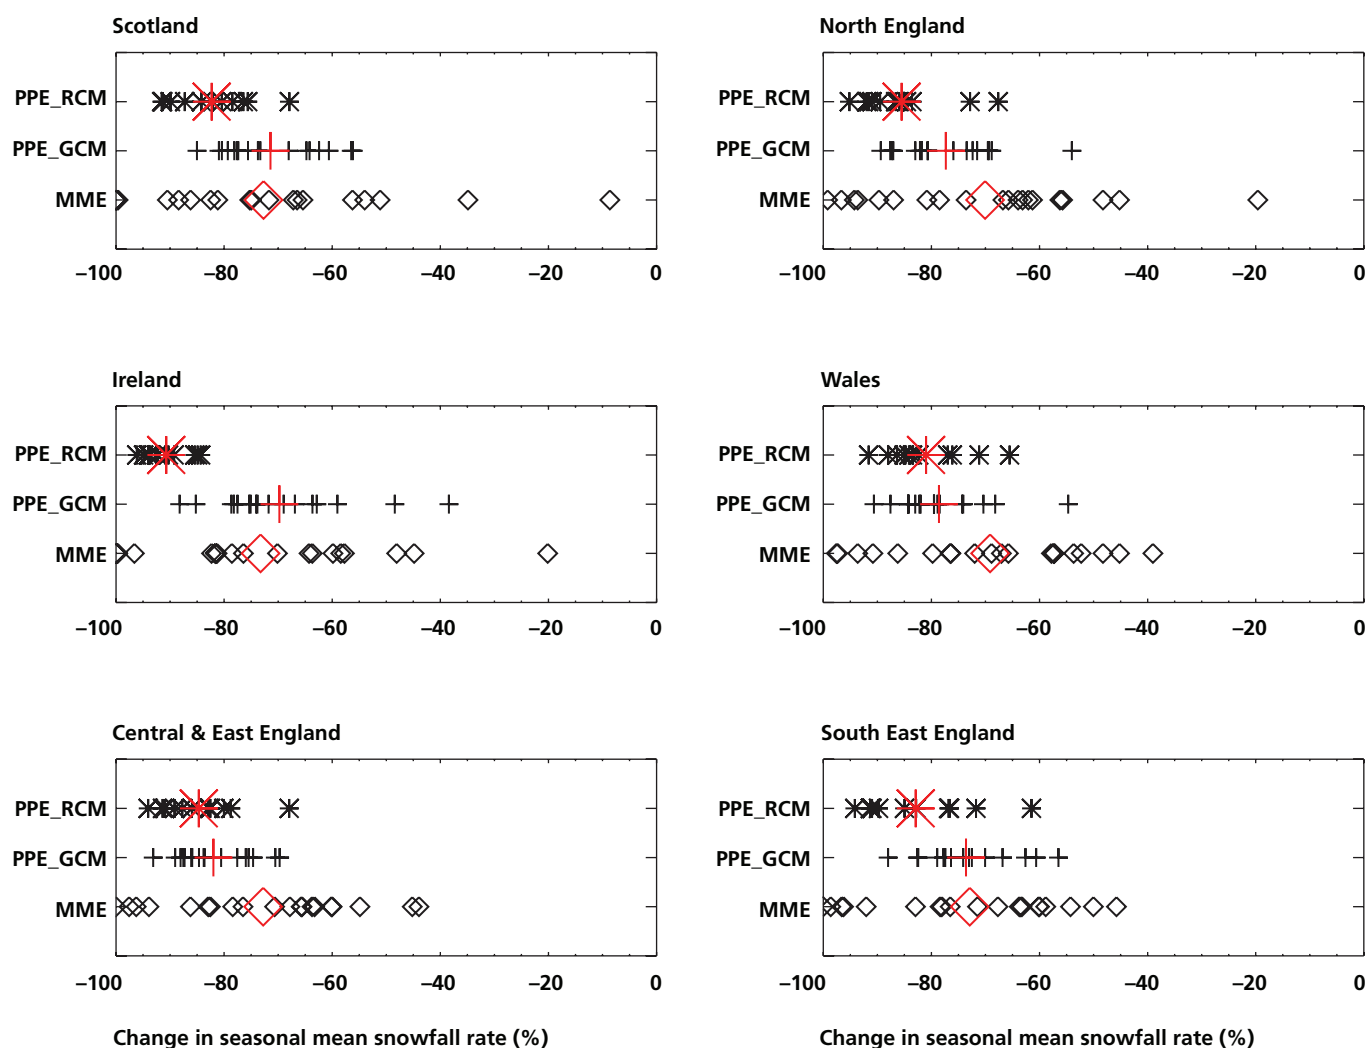 Scotland
PPE_RCM
PPE_GCM
MME
–100 –80 –60 –40 –20 0
North England
PPE_RCM
PPE_GCM
MME
–100 –80 –60 –40 –20 0
Ireland
PPE_RCM
PPE_GCM
MME
–100 –80 –60 –40 –20 0
Wales
PPE_RCM
PPE_GCM
MME
–100 –80 –60 –40 –20 0
Central & East England
PPE_RCM
PPE_GCM
MME
–100 –80 –60 –40 –20 0
Change in seasonal mean snowfall rate (%)
South East England
PPE_RCM
PPE_GCM
MME
–100 –80 –60 –40 –20 0
Change in seasonal mean snowfall rate (%)